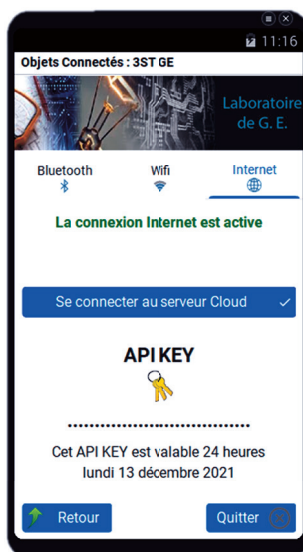 11:16
Objets Connectés : 3ST GE
Laboratoire
de G. E.
Bluetooth Wifi Internet
La connexion Internet est active
Se connecter au serveur Cloud
API KEY
Cet API KEY est valable 24 heures
lundi 13 décembre 2021
Retour Quitter